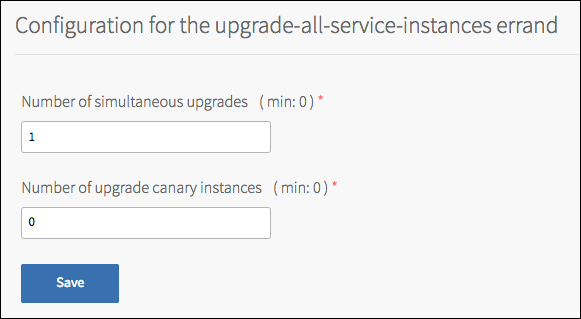 Configuration for the upgrade-all-service-instances errand
Number of simultaneous upgrades ( min: 0 ) *
1
Number of upgrade canary instances ( min: 0 ) *
0
Save